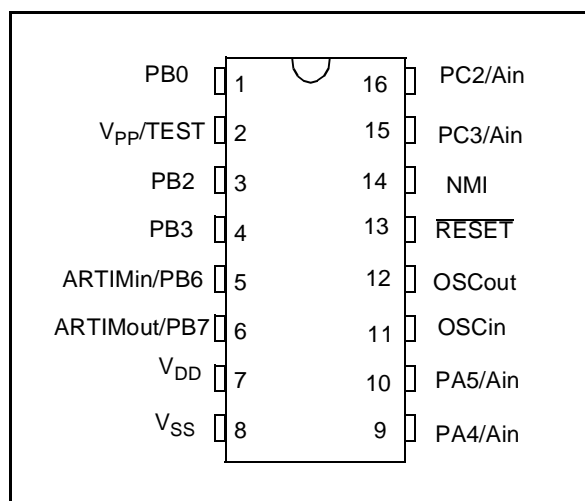 PB0 1 16 PC2/Ain
VPP/TEST 2 15 PC3/Ain
PB2 3 14 NMI
PB3 4 13 RESET
ARTIMin/PB6 5 12 OSCout
ARTIMout/PB7 6 11 OSCin
VDD 7 10 PA5/Ain
VSS 8 9 PA4/Ain